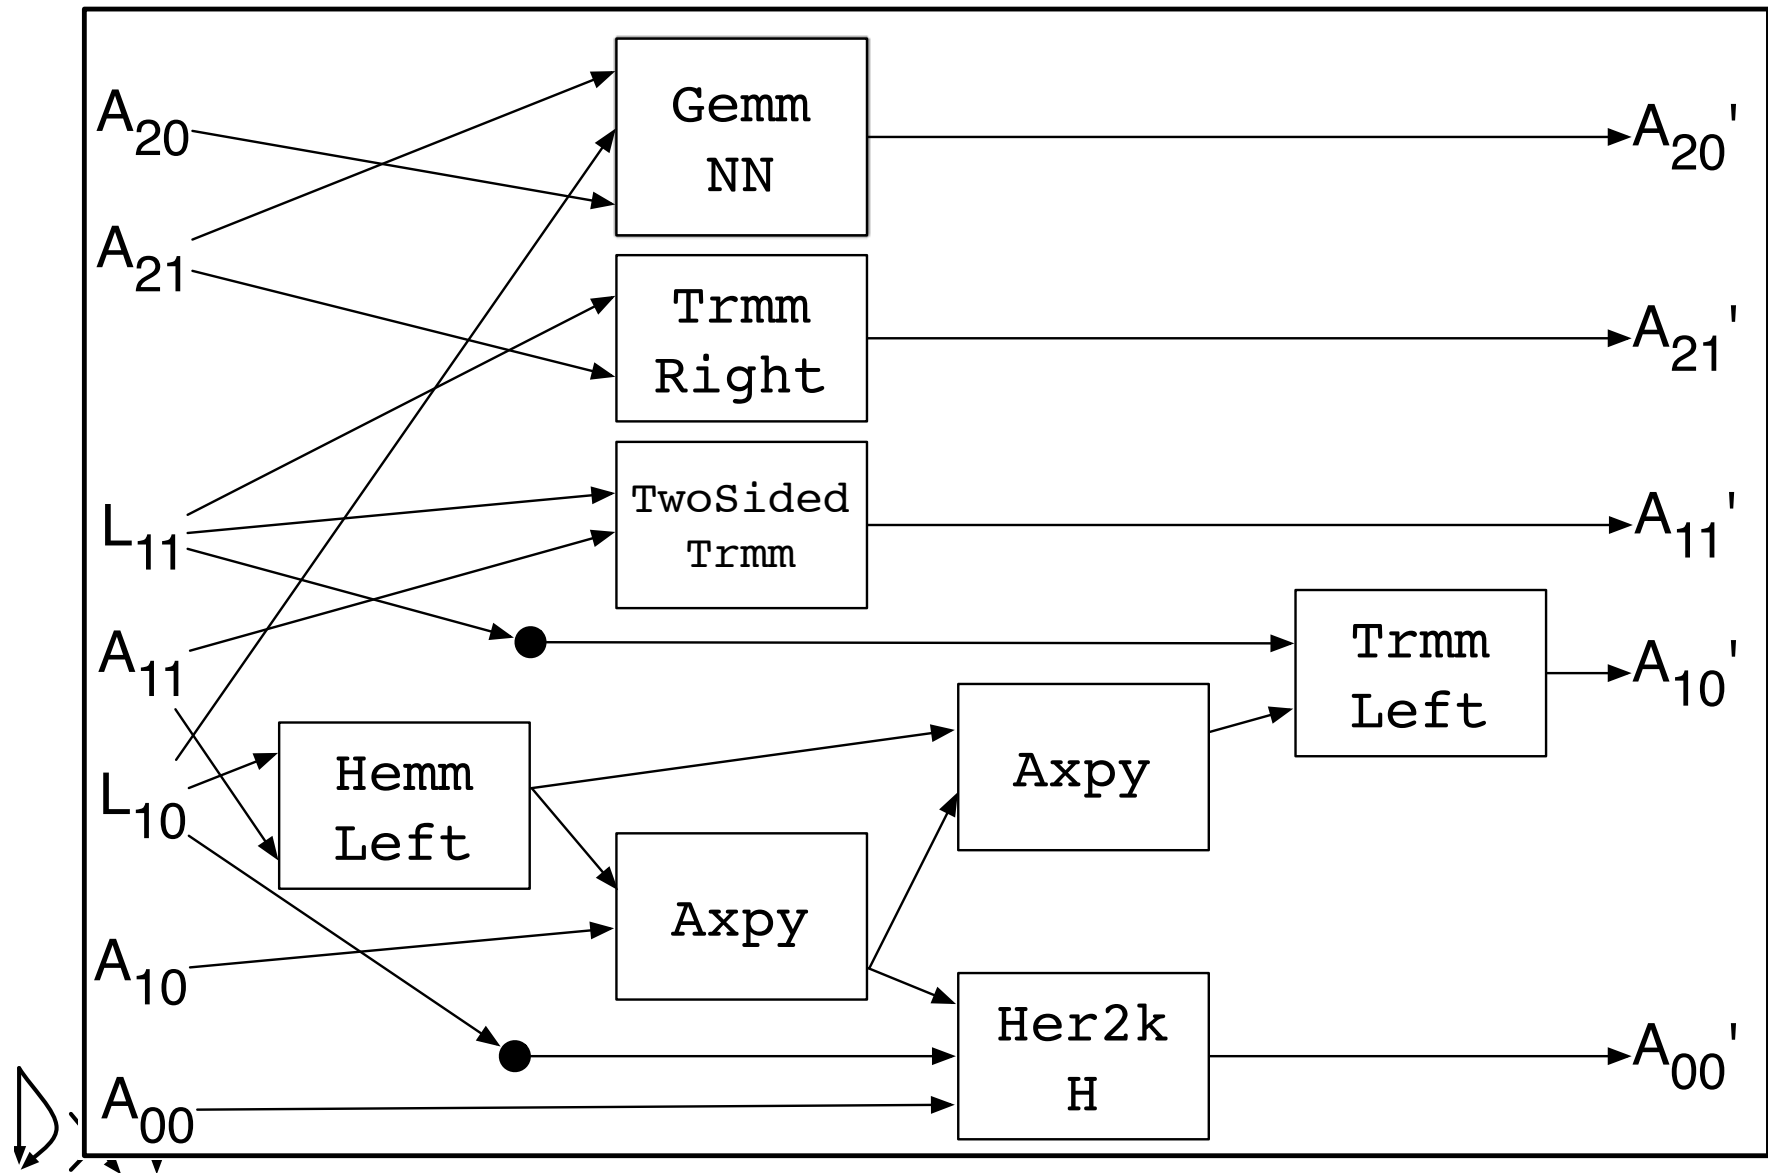 A20
A21
L11
A11
L10
A10
A00
Gemm
NN
Trmm
Right
TwoSided
Trmm
Hemm
Left
Axpy
Axpy
Her2k
H
Trmm
Left
A20'
A21'
A11'
A10'
A00'